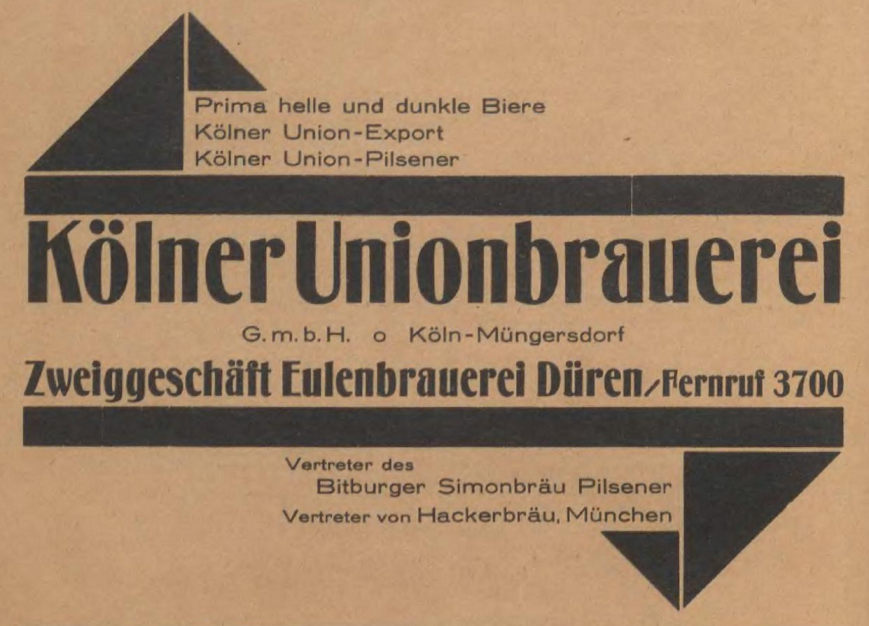 Prima helle und dunkle Biere
Kölner Union-Export
Kölner Union-Pilsener
Kölner Unionbrauerei
G.m.b.H. o Köln-Müngersdorf
Zweiggeschäft Eulenbrauerei Düren/Fernruf 3700
Vertreter des
Bitburger Simonbräu Pilsener
Vertreter von Hackerbräu, München